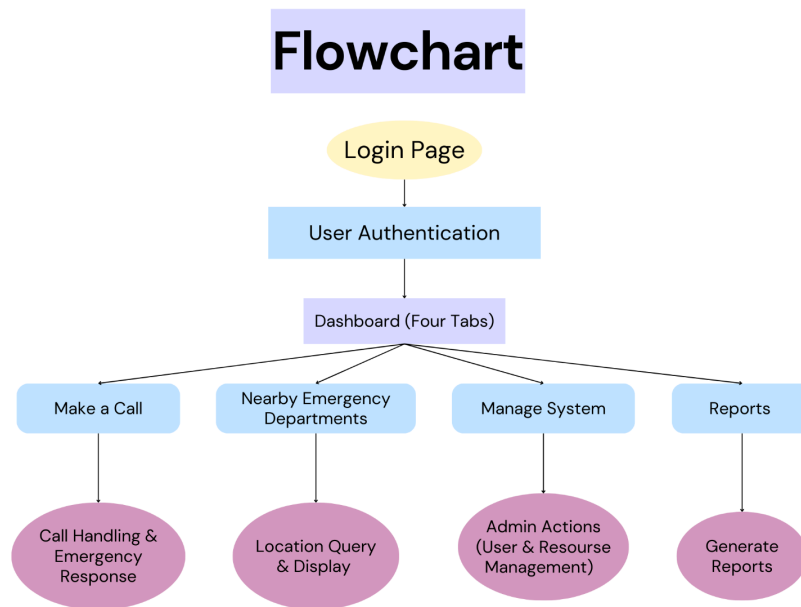 Flowchart
Login Page
User Authentication
Dashboard (Four Tabs)
Make a Call
Nearby Emergency
Departments
Manage System
Reports
Call Handling &
Emergency
Response
Location Query
& Display
Admin Actions
(User & Resourse
Management)
Generate
Reports